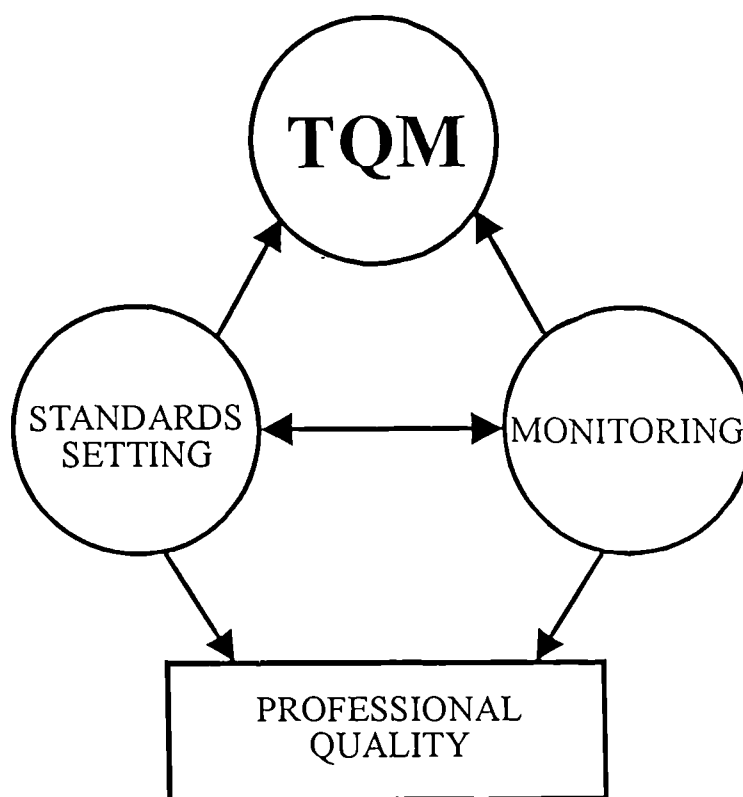 TQM
STANDARDS
SETTING
MONITORING
PROFESSIONAL
QUALITY